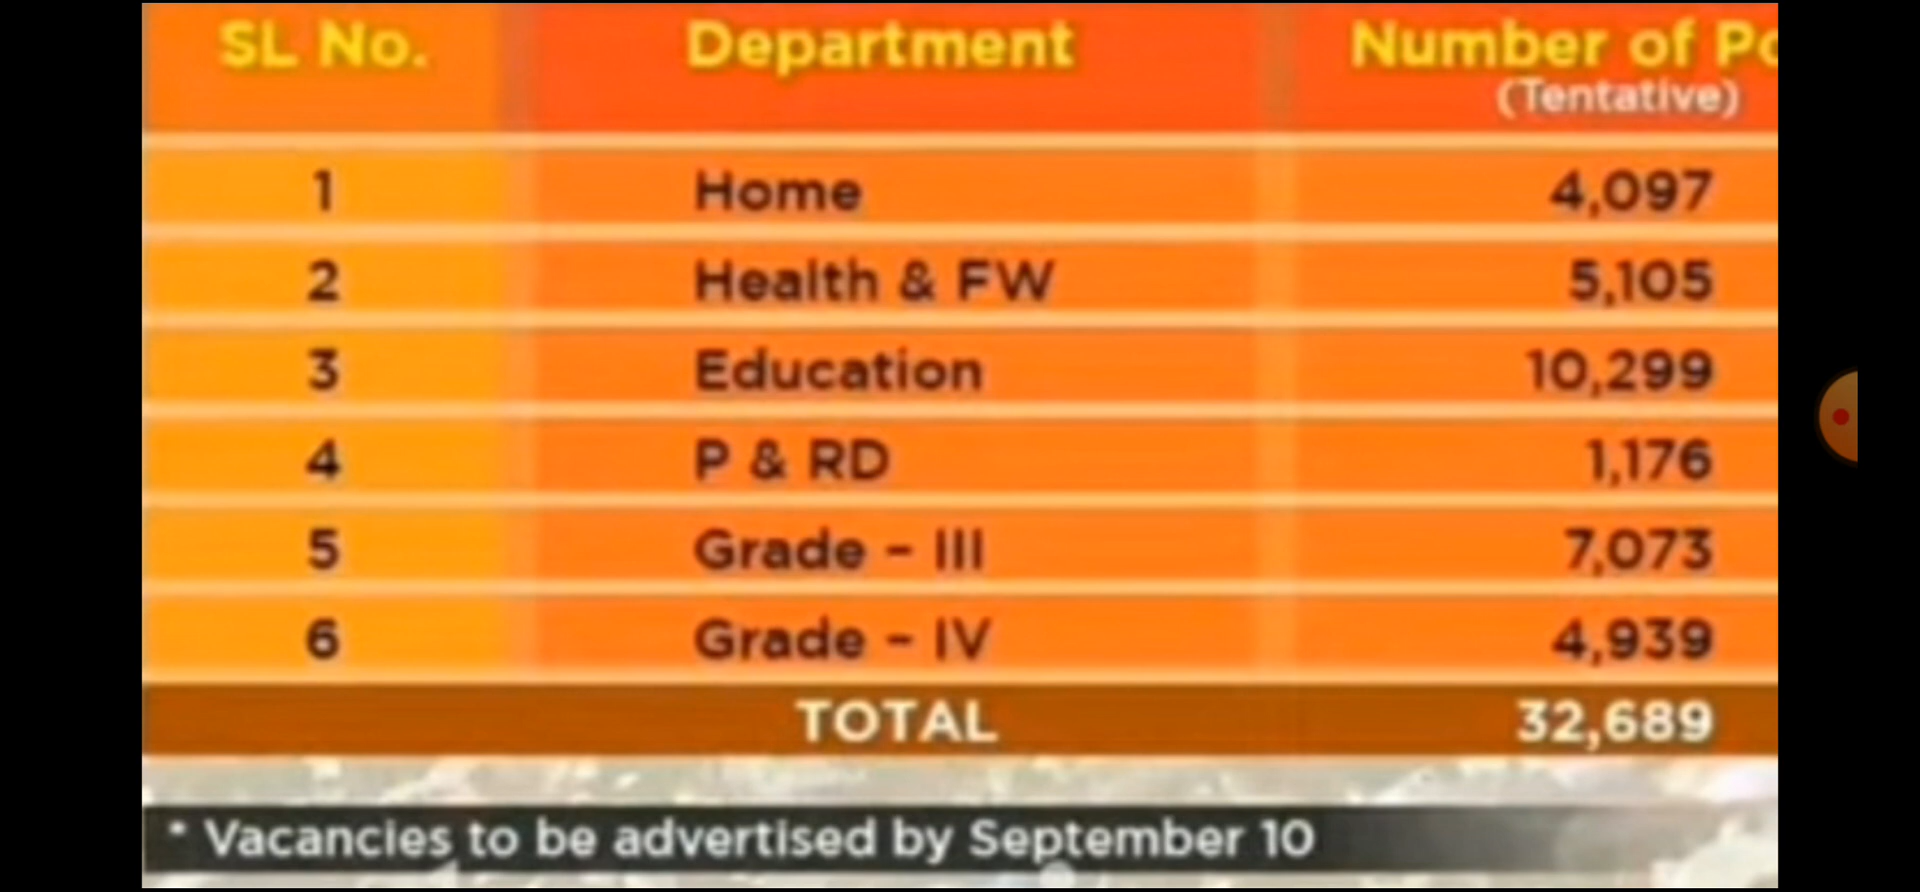 SL No. Department Number of Po
(Tentative)
1 Home 4,097
2 Health & FW 5,105
3 Education 10,299
4 P & RD 1,176
5 Grade – III 7,073
6 Grade – IV 4,939
TOTAL 32,689
* Vacancies to be advertised by September 10